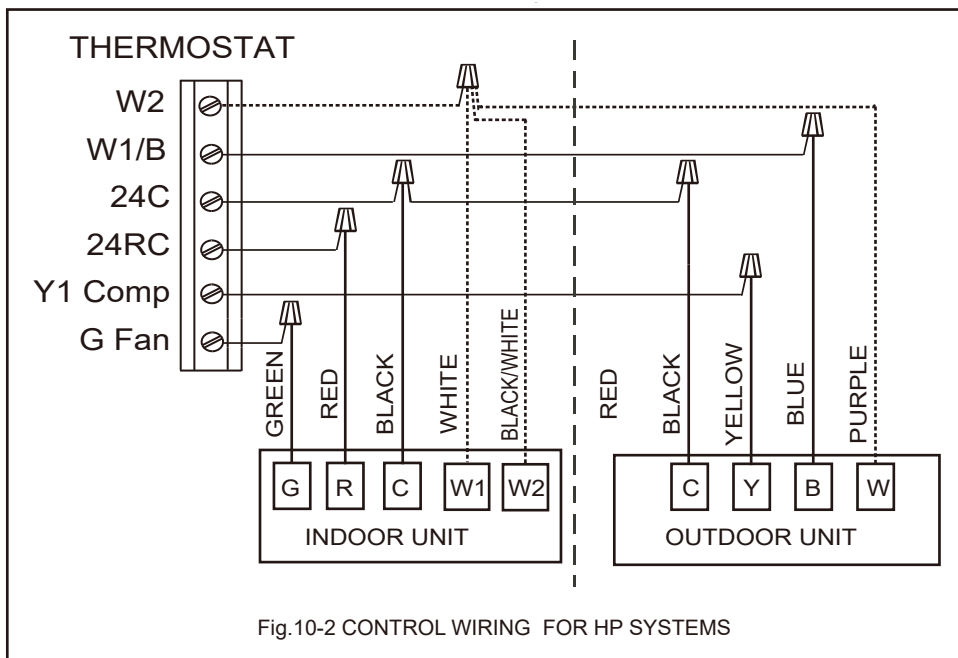 THERMOSTAT
W2
W1/B
24C
24RC
Y1 Comp
G Fan
GREEN
RED
BLACK
WHITE
BLACK/WHITE
RED
BLACK
YELLOW
BLUE
PURPLE
G R C W1 W2
INDOOR UNIT
C Y B W
OUTDOOR UNIT
Fig.10-2 CONTROL WIRING FOR HP SYSTEMS